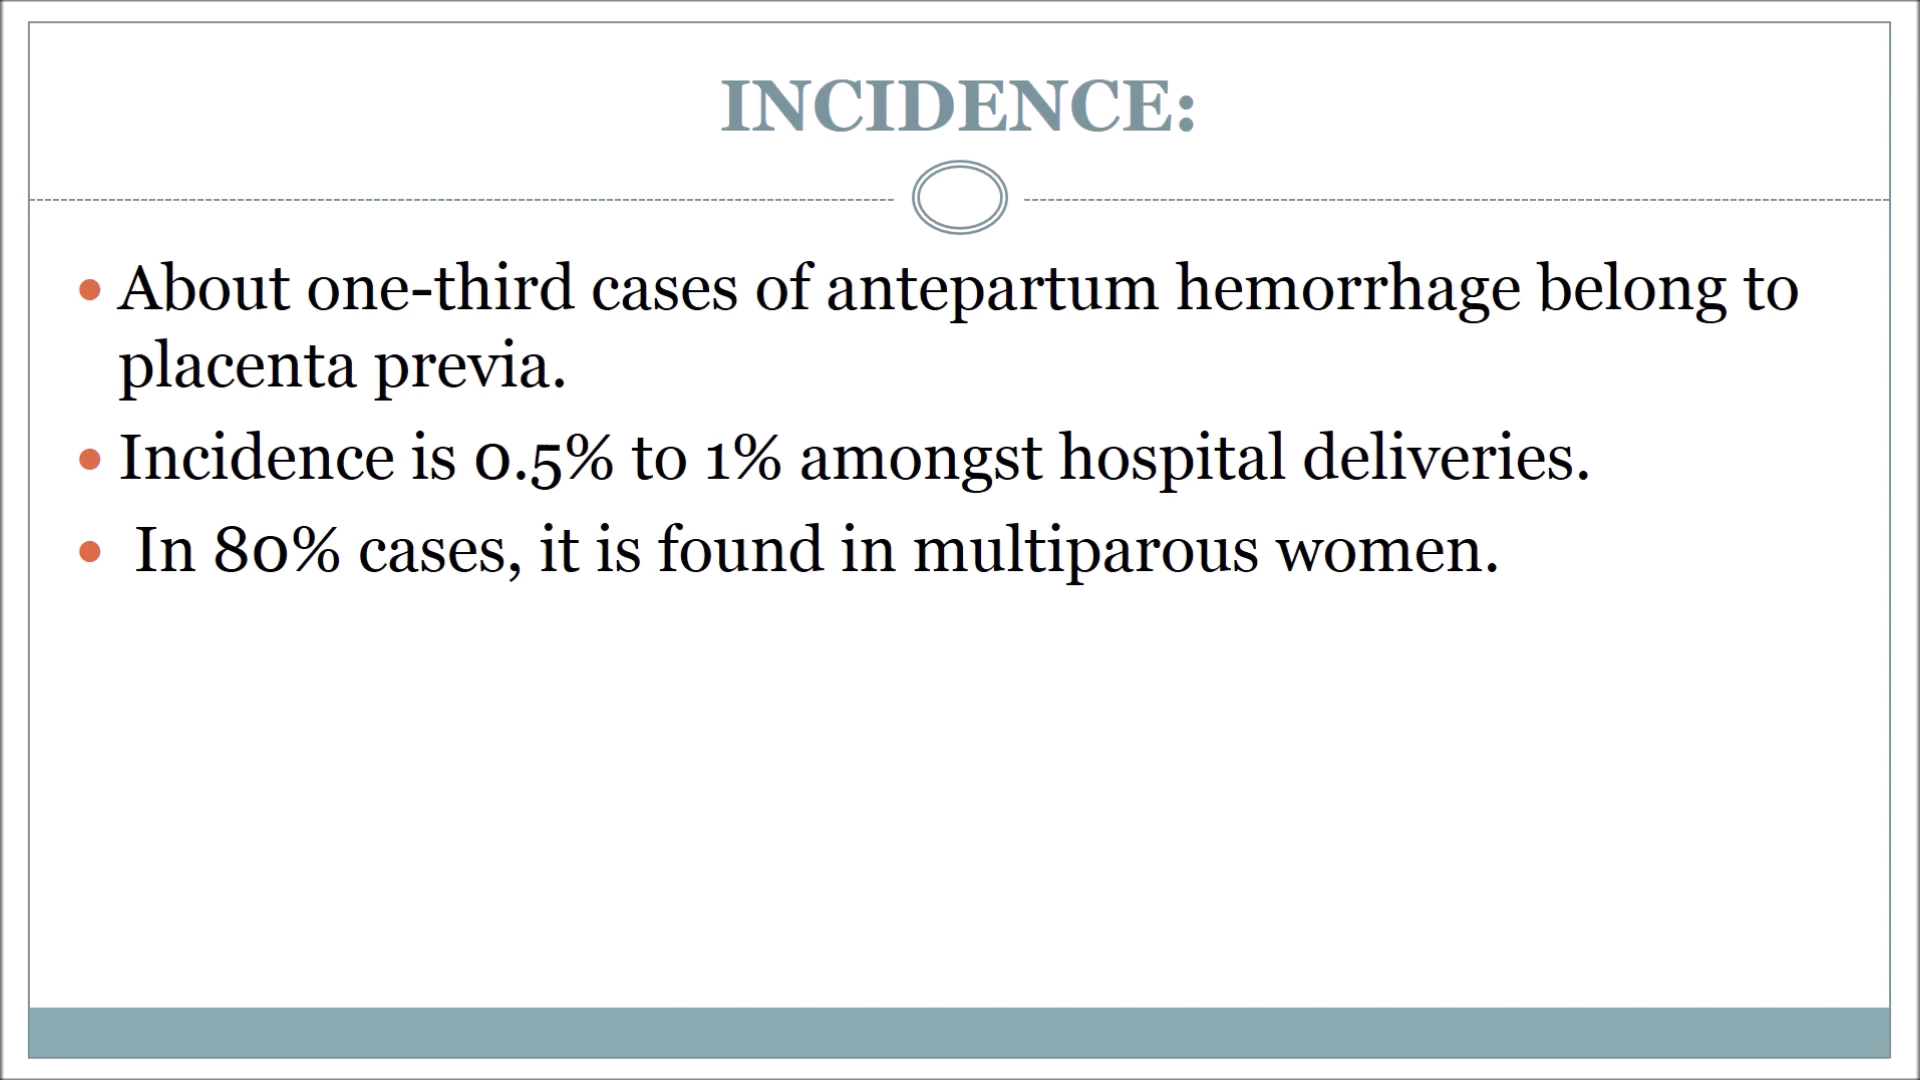 INCIDENCE:
• About one-third cases of antepartum hemorrhage belong to
placenta previa.
• Incidence is 0.5% to 1% amongst hospital deliveries.
• In 80% cases, it is found in multiparous women.